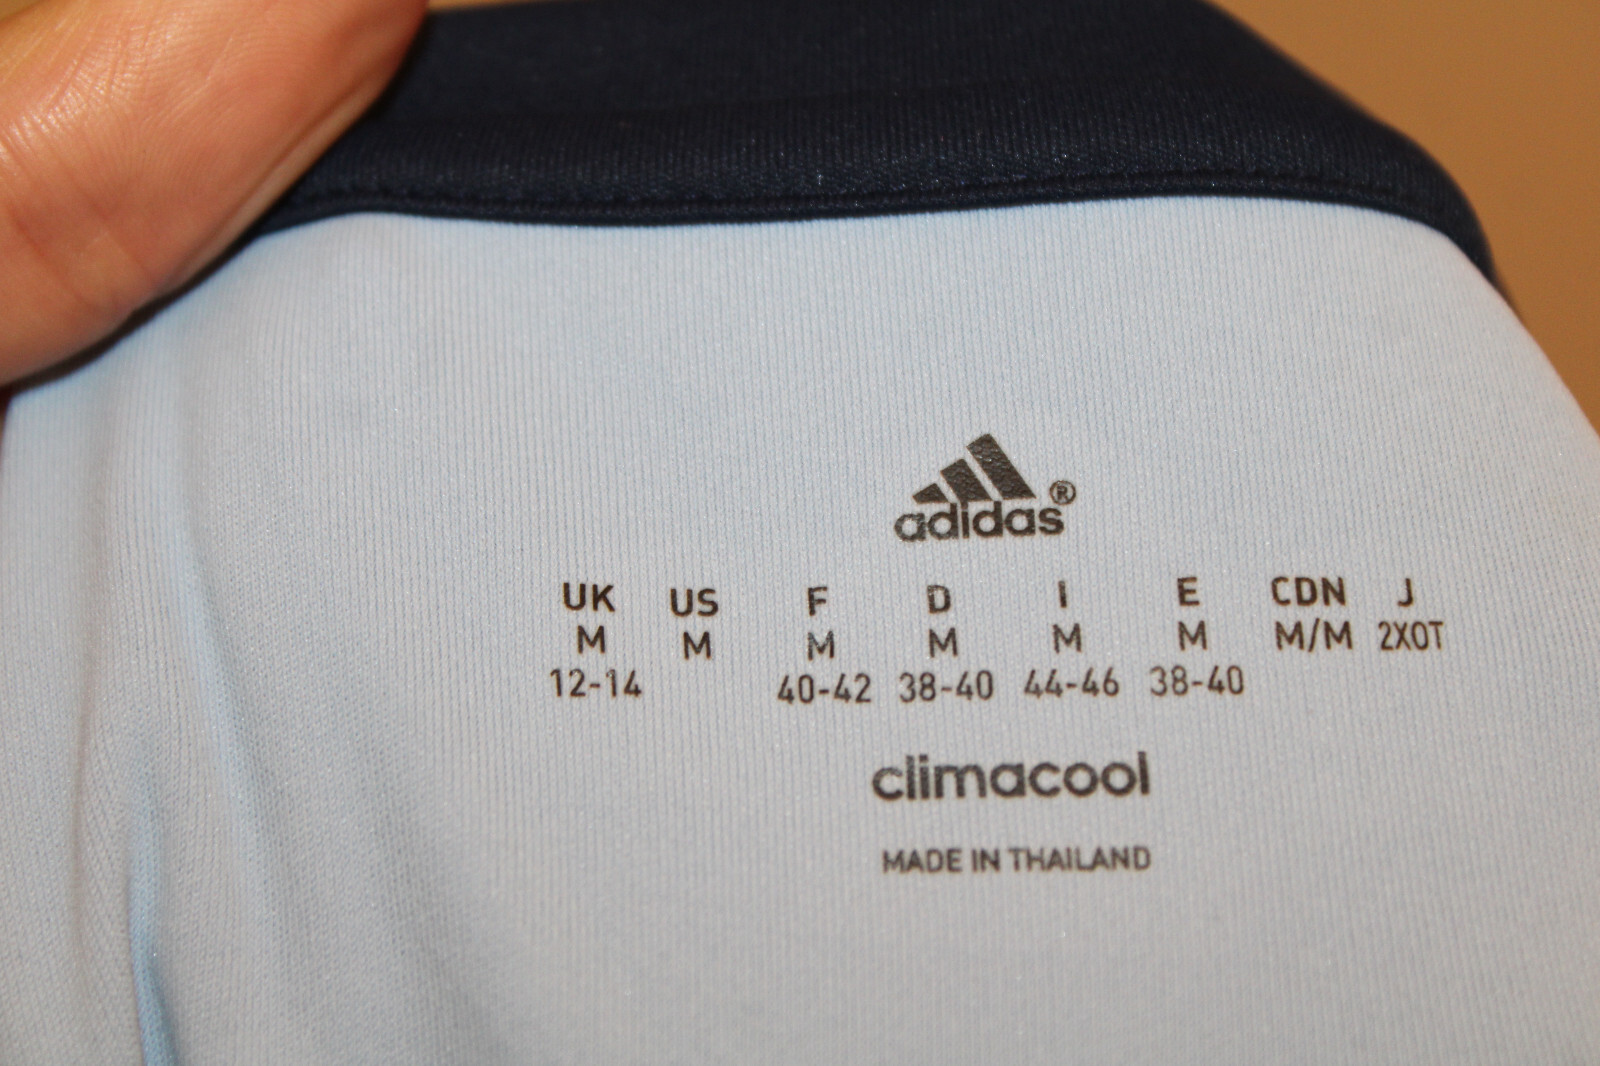 adidas®
UK US F D I E CDN J
M M M M M M M/M 2XOT
12-14 40-42 38-40 44-46 38-40
climacool
MADE IN THAILAND